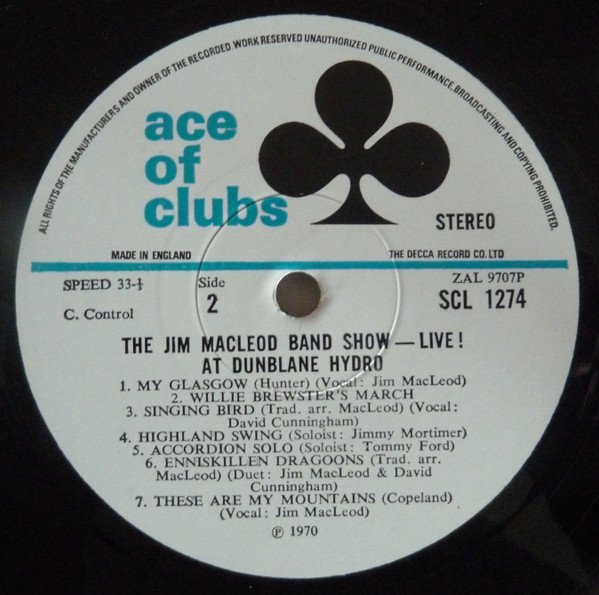 ALL RIGHTS OF THE MANUFACTURERS AND OWNER OF THE RECORDED WORK RESERVED UNAUTHORIZED PUBLIC PERFORMANCE, BROADCASTING AND COPYING PROHIBITED.
ace
of
clubs
STEREO
MADE IN ENGLAND THE DECCA RECORD CO. LTD
SPEED 33-⅓ Side ZAL 9707P
C. Control 2 SCL 1274
THE JIM MACLEOD BAND SHOW — LIVE!
AT DUNBLANE HYDRO
1. MY GLASGOW (Hunter) (Vocal: Jim MacLeod)
2. WILLIE BREWSTER'S MARCH
3. SINGING BIRD (Trad. arr. MacLeod) (Vocal:
David Cunningham)
4. HIGHLAND SWING (Soloist: Jimmy Mortimer)
5. ACCORDION SOLO (Soloist: Tommy Ford)
6. ENNISKILLEN DRAGOONS (Trad. arr.
MacLeod) (Duet: Jim MacLeod & David
Cunningham)
7. THESE ARE MY MOUNTAINS (Copeland)
(Vocal: Jim MacLeod)
℗ 1970